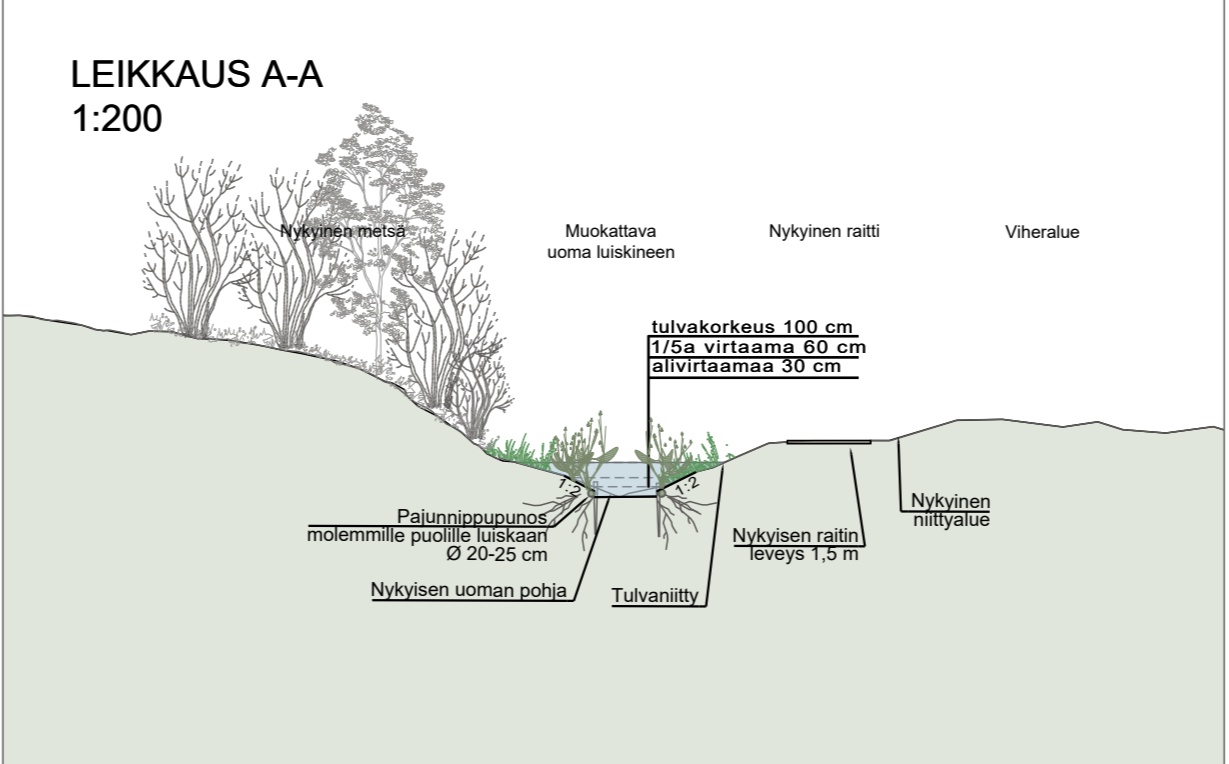 LEIKKAUS A-A
1:200
Nykyinen metsä
Muokattava
uoma luiskineen
Nykyinen raitti
Viheralue
tulvakorkeus 100 cm
1/5a virtaama 60 cm
alivirtaamaa 30 cm
1:2
1:2
Pajunnippupunos
molemmille puolille luiskaan
Ø 20-25 cm
Nykyisen uoman pohja
Tulvaniitty
Nykyisen raitin
leveys 1,5 m
Nykyinen
niittyalue